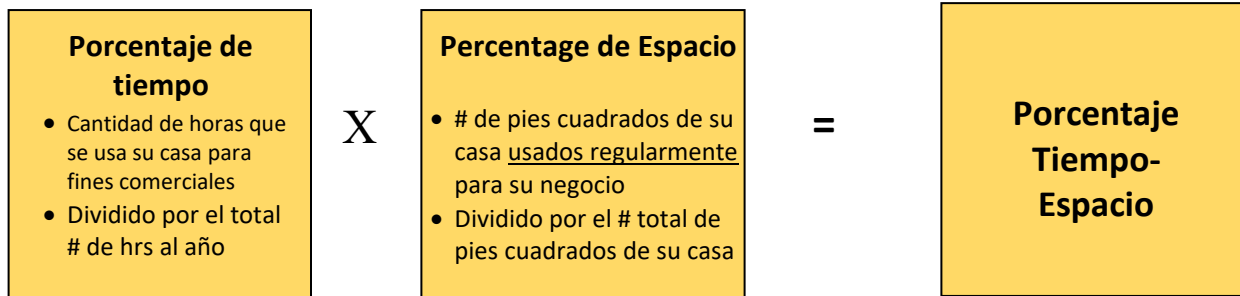 Porcentaje de
tiempo
• Cantidad de horas que
se usa su casa para
fines comerciales
• Dividido por el total
# de hrs al año
X
Percentage de Espacio
• # de pies cuadrados de su
casa usados regularmente
para su negocio
• Dividido por el # total de
pies cuadrados de su casa
=
Porcentaje
Tiempo-
Espacio